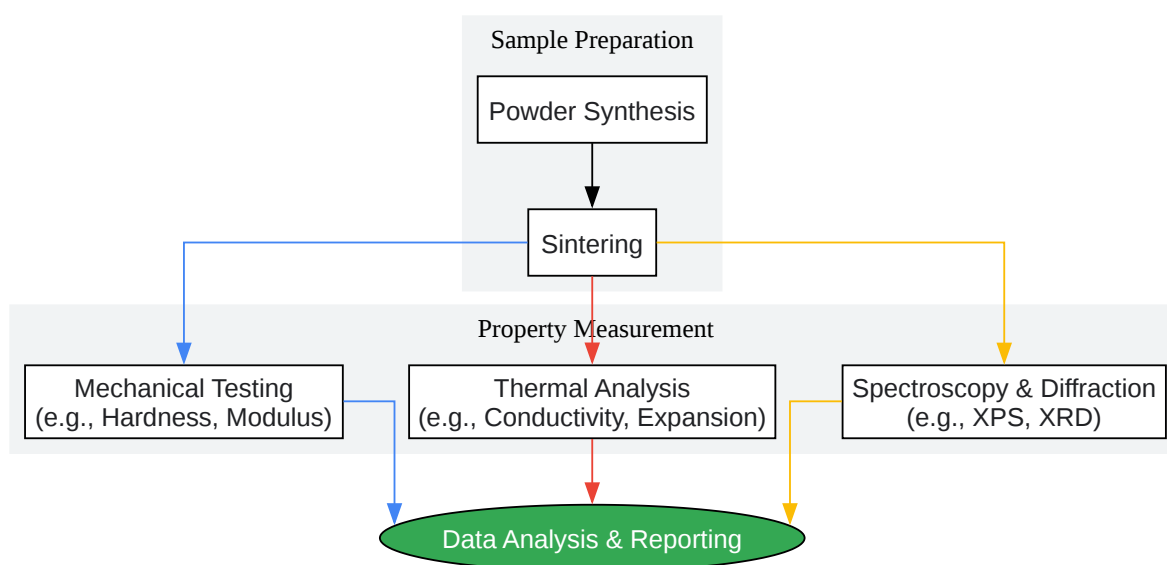 Sample Preparation
Powder Synthesis
Sintering
Property Measurement
Mechanical Testing
(e.g., Hardness, Modulus)
Thermal Analysis
(e.g., Conductivity, Expansion)
Spectroscopy & Diffraction
(e.g., XPS, XRD)
Data Analysis & Reporting